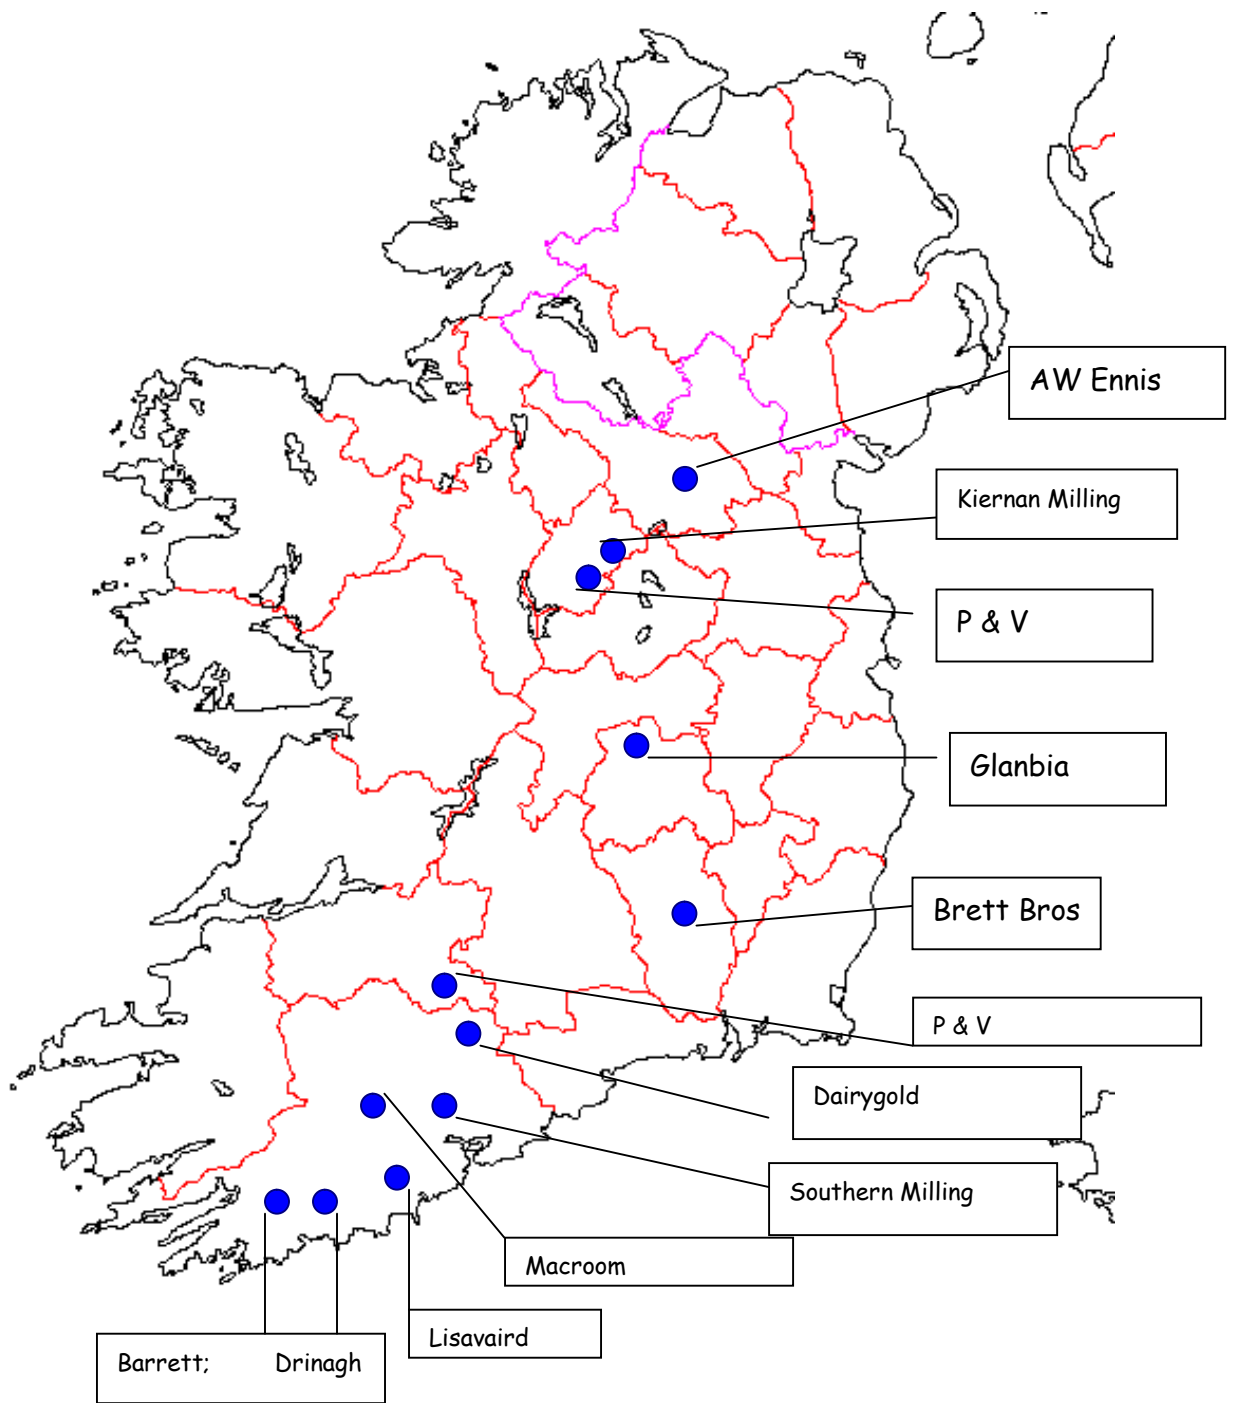 AW Ennis
Kiernan Milling
P & V
Glanbia
Brett Bros
P & V
Dairygold
Southern Milling
Macroom
Lisavaird
Barrett; Drinagh